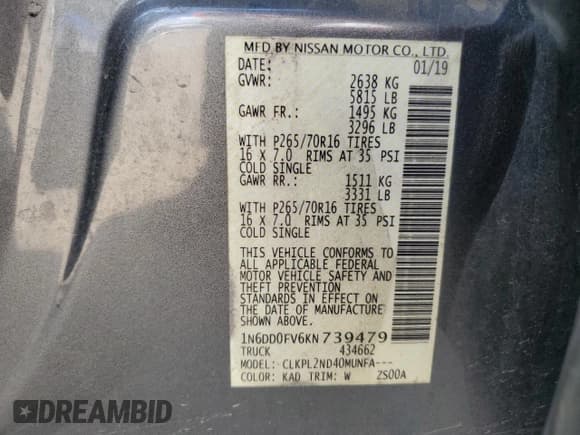 MFD BY NISSAN MOTOR CO., LTD.
DATE: 01/19
GVWR: 2638 KG
5815 LB
GAWR FR.: 1495 KG
3296 LB
WITH P265/70R16 TIRES
16 X 7.0 RIMS AT 35 PSI
COLD SINGLE
GAWR RR.: 1511 KG
3331 LB
WITH P265/70R16 TIRES
16 X 7.0 RIMS AT 35 PSI
COLD SINGLE
THIS VEHICLE CONFORMS TO
ALL APPLICABLE FEDERAL
MOTOR VEHICLE SAFETY AND
THEFT PREVENTION
STANDARDS IN EFFECT ON
THE DATE OF MANUFACTURE
SHOWN ABOVE.
1N6DD0FV6KN739479
TRUCK 434662
MODEL: CLKPL2ND40MUNFA---
COLOR: KAD TRIM: W ZS00A
DREAMBID